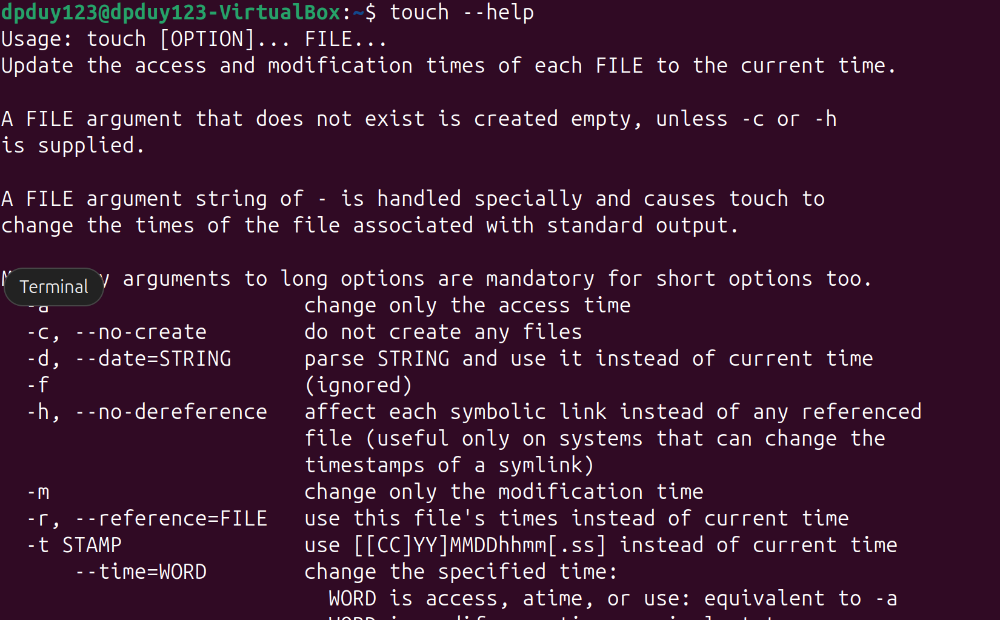 dpduy123@dpduy123-VirtualBox:~$ touch --help
Usage: touch [OPTION]... FILE...
Update the access and modification times of each FILE to the current time.
A FILE argument that does not exist is created empty, unless -c or -h
is supplied.
A FILE argument string of - is handled specially and causes touch to
change the times of the file associated with standard output.
arguments to long options are mandatory for short options too.
Terminal
-a change only the access time
-c, --no-create do not create any files
-d, --date=STRING parse STRING and use it instead of current time
-f (ignored)
-h, --no-dereference affect each symbolic link instead of any referenced
file (useful only on systems that can change the
timestamps of a symlink)
-m change only the modification time
-r, --reference=FILE use this file's times instead of current time
-t STAMP use [[CC]YY]MMDDhhmm[.ss] instead of current time
--time=WORD change the specified time:
WORD is access, atime, or use: equivalent to -a